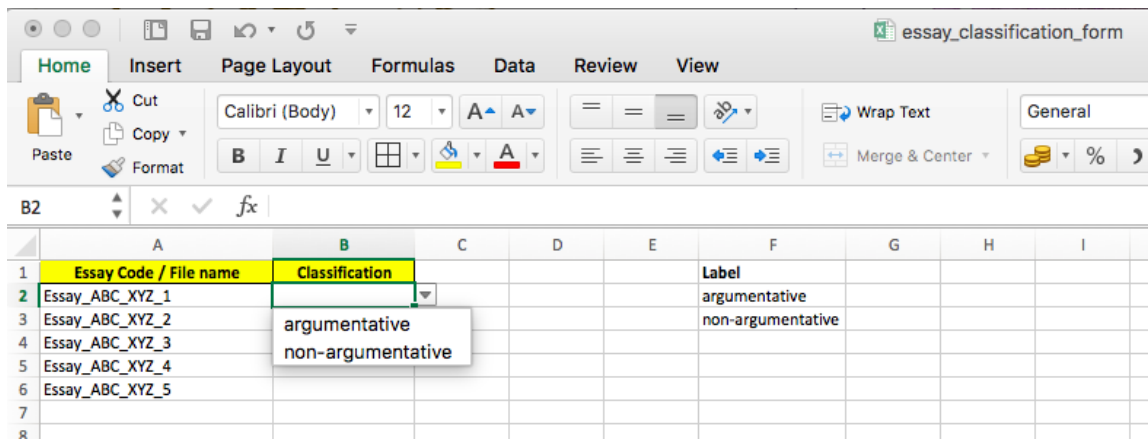 essay_classification_form
Home Insert Page Layout Formulas Data Review View
Cut
Calibri (Body) 12 A A Wrap Text General
Copy
Paste
B I U A Merge & Center %
Format
B2 fx
A B C D E F G H I
1 Essay Code / File name Classification Label
2 Essay_ABC_XYZ_1 argumentative
3 Essay_ABC_XYZ_2 argumentative non-argumentative
4 Essay_ABC_XYZ_3 non-argumentative
5 Essay_ABC_XYZ_4
6 Essay_ABC_XYZ_5
7
8